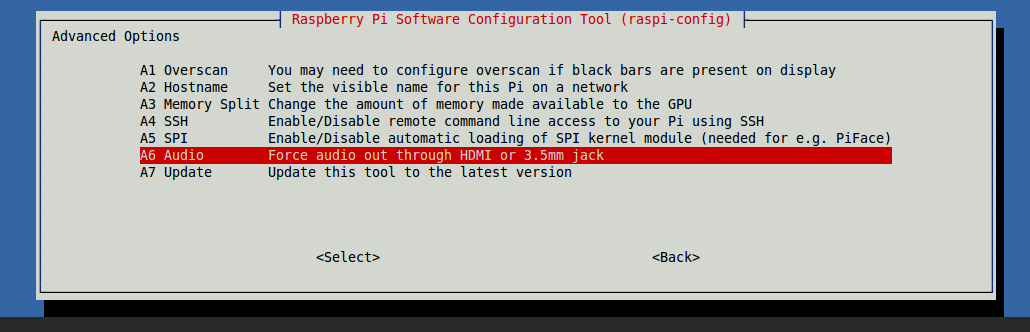 Raspberry Pi Software Configuration Tool (raspi-config)
Advanced Options
A1 Overscan You may need to configure overscan if black bars are present on display
A2 Hostname Set the visible name for this Pi on a network
A3 Memory Split Change the amount of memory made available to the GPU
A4 SSH Enable/Disable remote command line access to your Pi using SSH
A5 SPI Enable/Disable automatic loading of SPI kernel module (needed for e.g. PiFace)
A6 Audio Force audio out through HDMI or 3.5mm jack
A7 Update Update this tool to the latest version
<Select> <Back>